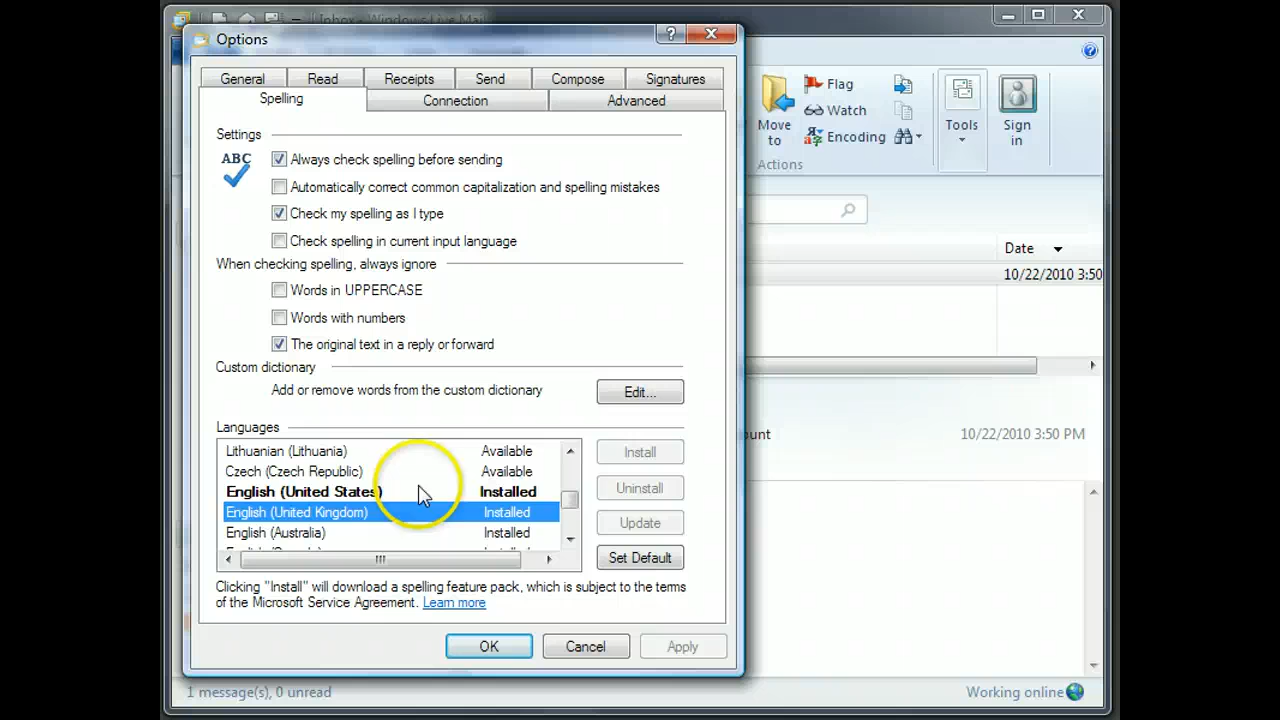 Inbox - Windows Live Mail
Options
?
General Read Receipts Send Compose Signatures
Spelling Connection Advanced
Settings
ABC
Always check spelling before sending
Automatically correct common capitalization and spelling mistakes
Check my spelling as I type
Check spelling in current input language
When checking spelling, always ignore
Words in UPPERCASE
Words with numbers
The original text in a reply or forward
Custom dictionary
Add or remove words from the custom dictionary
Edit...
Languages
Lithuanian (Lithuania) Available
Czech (Czech Republic) Available
English (United States) Installed
English (United Kingdom) Installed
English (Australia) Installed
Install
Uninstall
Update
Set Default
Clicking "Install" will download a spelling feature pack, which is subject to the terms
of the Microsoft Service Agreement. Learn more
OK Cancel Apply
?
Move
to
Flag
Watch
Encoding
Actions
Tools
Sign
in
Date
10/22/2010 3:50
10/22/2010 3:50 PM
1 message(s), 0 unread
Working online